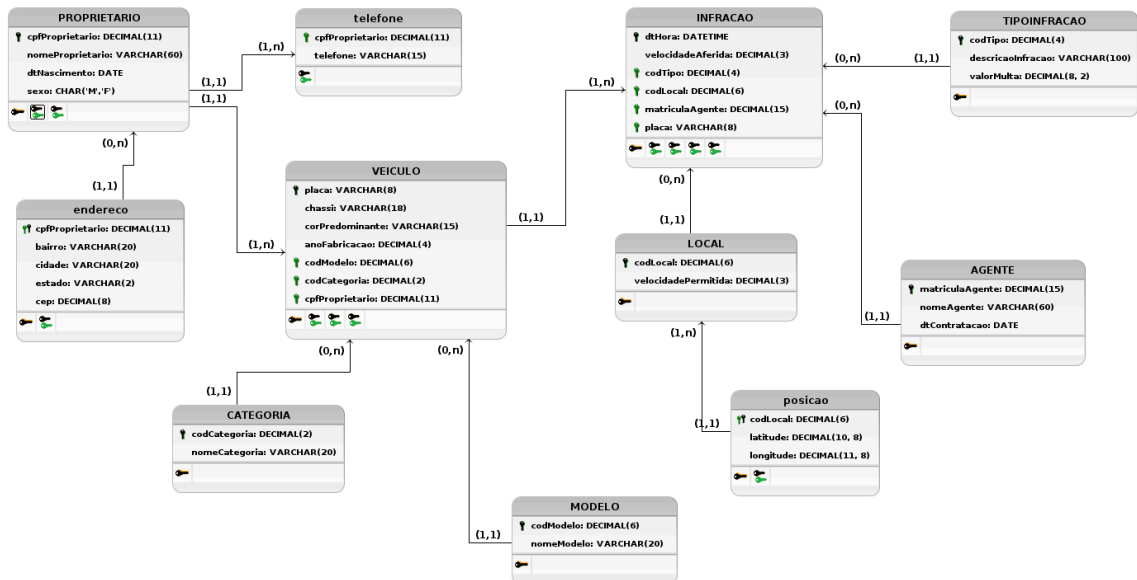 PROPRIETARIO
cpfProprietario: DECIMAL(11)
nomeProprietario: VARCHAR(60)
dtNascimento: DATE
sexo: CHAR('M','F')
telefone
cpfProprietario: DECIMAL(11)
telefone: VARCHAR(15)
INFRACAO
dtHora: DATETIME
velocidadeAferida: DECIMAL(3)
codTipo: DECIMAL(4)
codLocal: DECIMAL(6)
matriculaAgente: DECIMAL(15)
placa: VARCHAR(8)
TIPOINFRACAO
codTipo: DECIMAL(4)
descricaoInfracao: VARCHAR(100)
valorMulta: DECIMAL(8, 2)
(1,n)
(1,1)
(1,1)
(0,n)
(1,1)
(1,n)
(0,n)
(0,n)
(1,1)
endereco
cpfProprietario: DECIMAL(11)
bairro: VARCHAR(20)
cidade: VARCHAR(20)
estado: VARCHAR(2)
cep: DECIMAL(8)
VEICULO
placa: VARCHAR(8)
chassi: VARCHAR(18)
corPredominante: VARCHAR(15)
anoFabricacao: DECIMAL(4)
codModelo: DECIMAL(6)
codCategoria: DECIMAL(2)
cpfProprietario: DECIMAL(11)
(1,n)
(1,1)
(0,n)
(1,1)
LOCAL
codLocal: DECIMAL(6)
velocidadePermitida: DECIMAL(3)
AGENTE
matriculaAgente: DECIMAL(15)
nomeAgente: VARCHAR(60)
dtContratacao: DATE
(1,1)
(0,n)
(0,n)
(1,n)
(1,1)
CATEGORIA
codCategoria: DECIMAL(2)
nomeCategoria: VARCHAR(20)
(1,1)
posicao
codLocal: DECIMAL(6)
latitude: DECIMAL(10, 8)
longitude: DECIMAL(11, 8)
(1,1)
MODELO
codModelo: DECIMAL(6)
nomeModelo: VARCHAR(20)